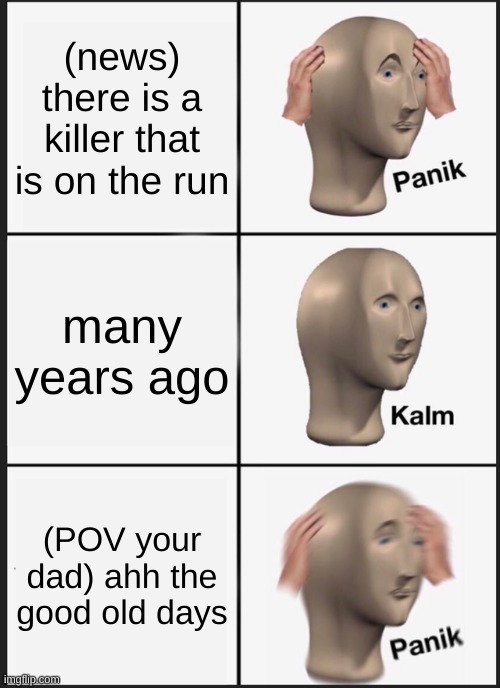 (news)
there is a
killer that
is on the run
Panik
many
years ago
Kalm
(POV your
dad) ahh the
good old days
Panik
imgflip.com